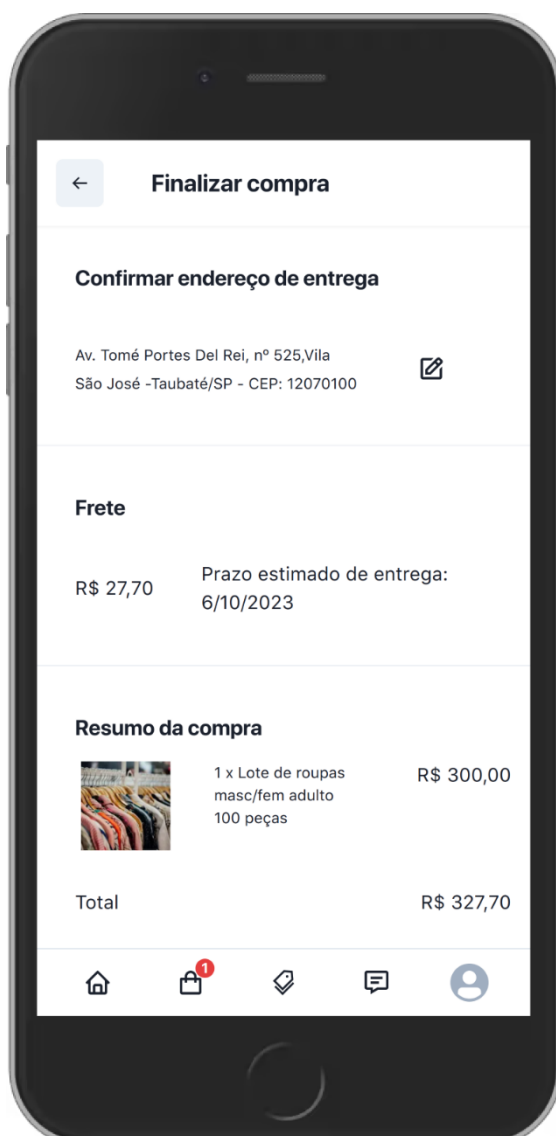 Finalizar compra
Confirmar endereço de entrega
Av. Tomé Portes Del Rei, nº 525,Vila
São José -Taubaté/SP - CEP: 12070100
Frete
R$ 27,70
Prazo estimado de entrega:
6/10/2023
Resumo da compra
1 x Lote de roupas
masc/fem adulto
100 peças
R$ 300,00
Total
R$ 327,70
1